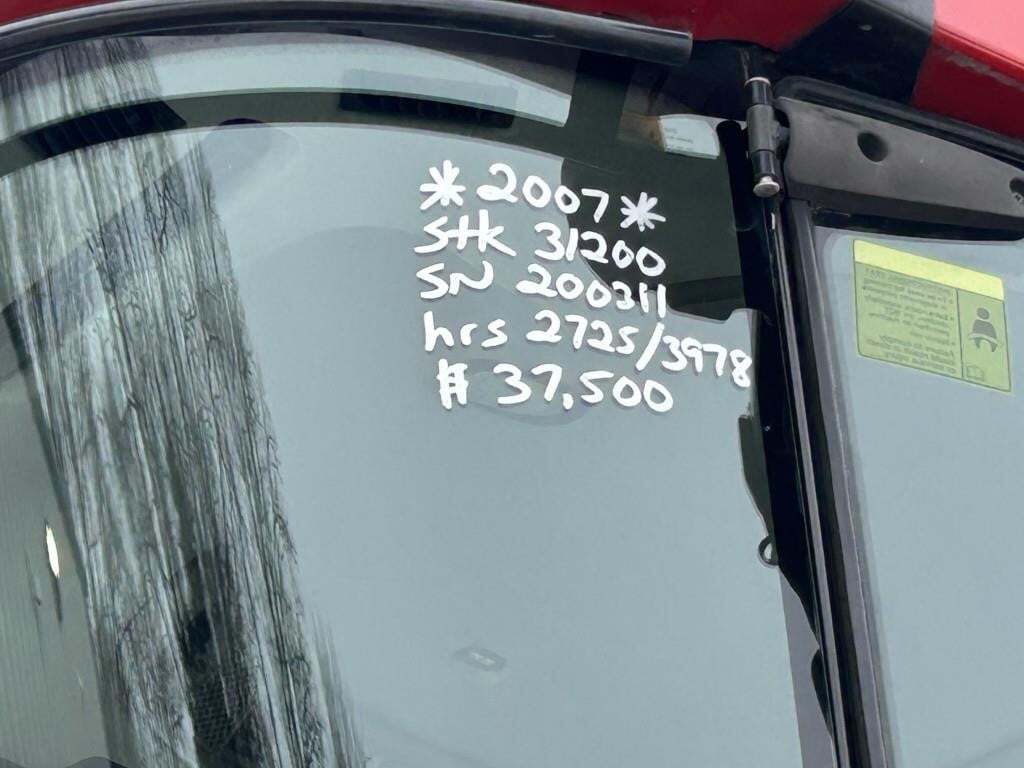 *2007*
Stk 31200
SN 200311
hrs 2725/3978
# 37,500